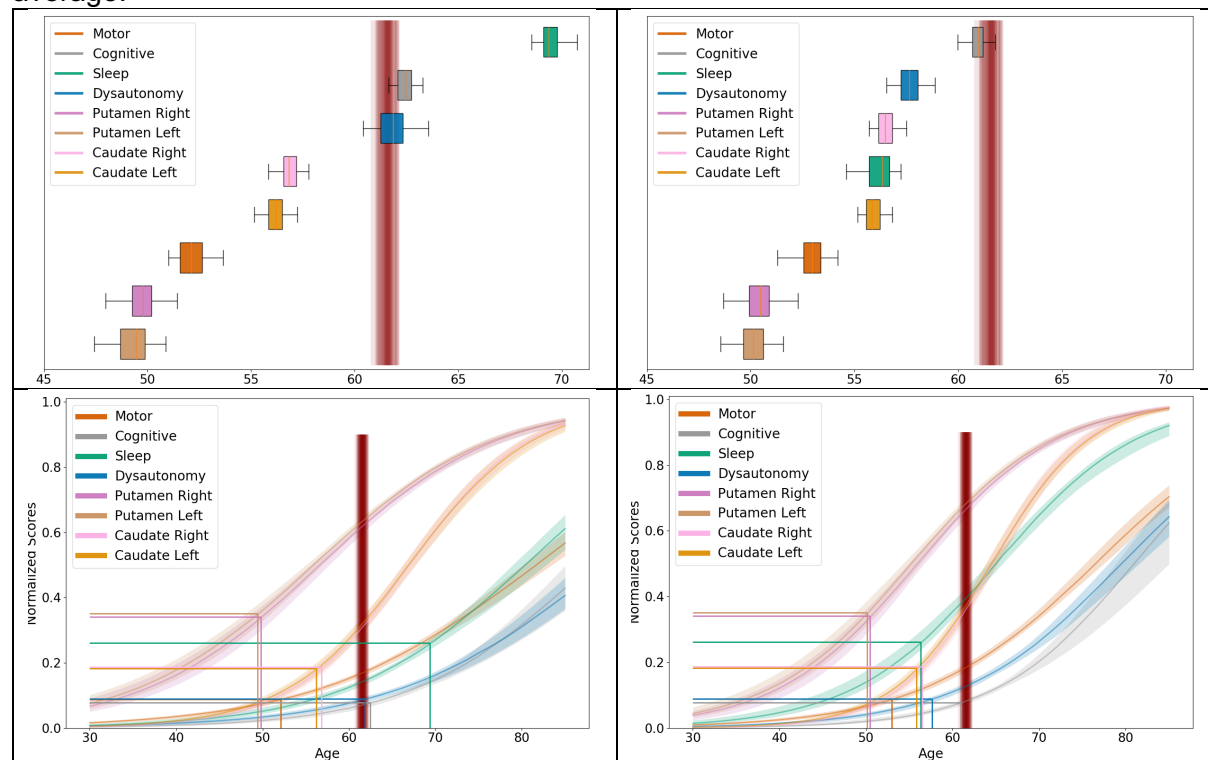 average.
Motor
Cognitive
Sleep
Dysautonomy
Putamen Right
Putamen Left
Caudate Right
Caudate Left
45 50 55 60 65 70
Motor
Cognitive
Sleep
Dysautonomy
Putamen Right
Putamen Left
Caudate Right
Caudate Left
45 50 55 60 65 70
1.0
0.8
0.6
0.4
0.2
0.0
Normalized Scores
Motor
Cognitive
Sleep
Dysautonomy
Putamen Right
Putamen Left
Caudate Right
Caudate Left
30 40 50 60 70 80
Age
1.0
0.8
0.6
0.4
0.2
0.0
Normalized Scores
Motor
Cognitive
Sleep
Dysautonomy
Putamen Right
Putamen Left
Caudate Right
Caudate Left
30 40 50 60 70 80
Age